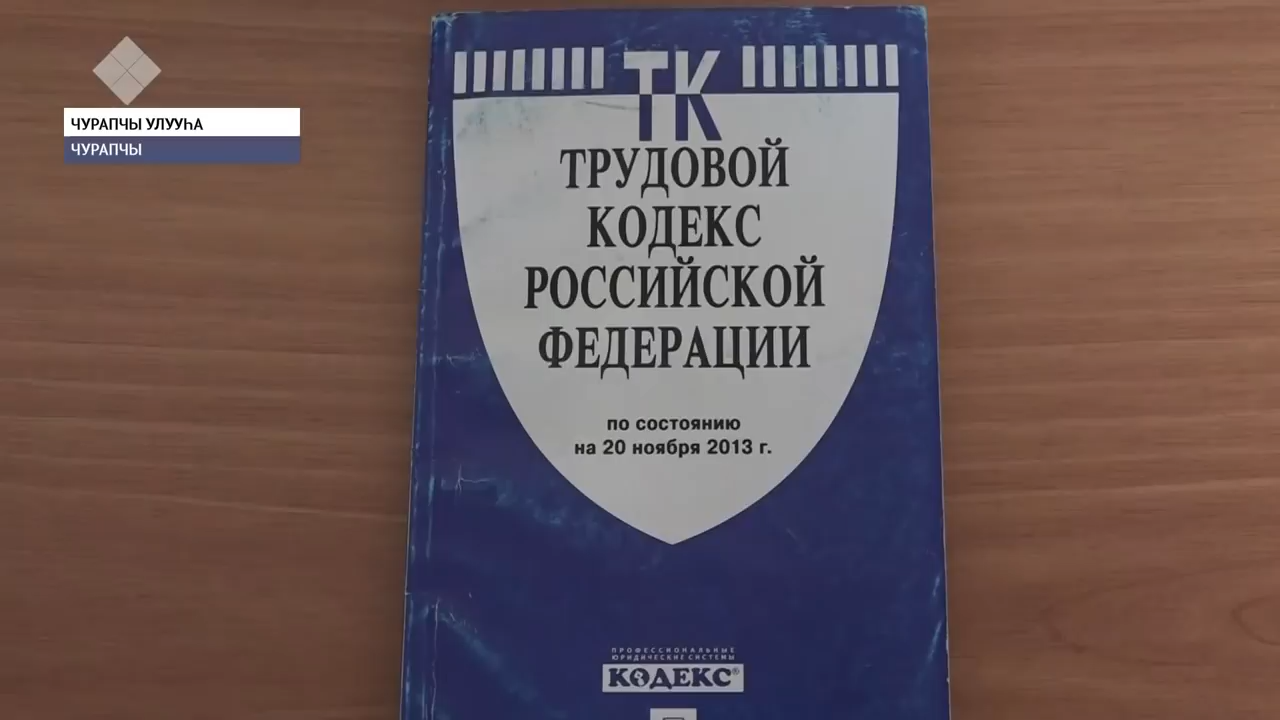 ЧУРАПЧЫ УЛУУҺА
ЧУРАПЧЫ
ТК
ТРУДОВОЙ
КОДЕКС
РОССИЙСКОЙ
ФЕДЕРАЦИИ
по состоянию
на 20 ноября 2013 г.
ПРОФЕССИОНАЛЬНЫЕ
ЮРИДИЧЕСКИЕ СИСТЕМЫ
КОДЕКС®